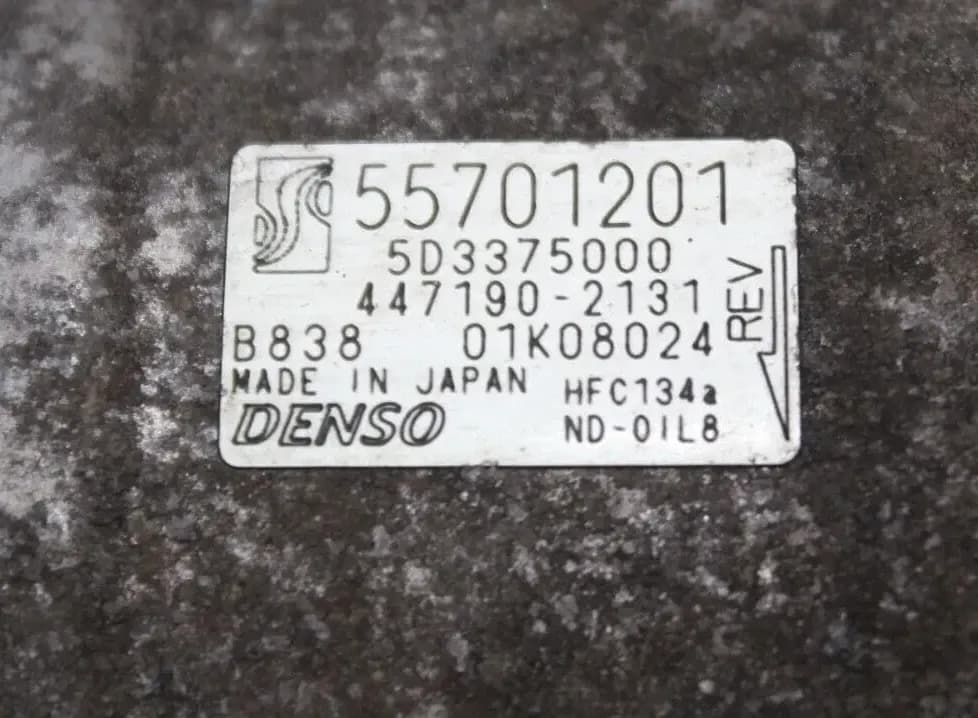 55701201
5D3375000
447190-2131
REV
B838 01K08024
MADE IN JAPAN HFC134a
DENSO ND-OIL8